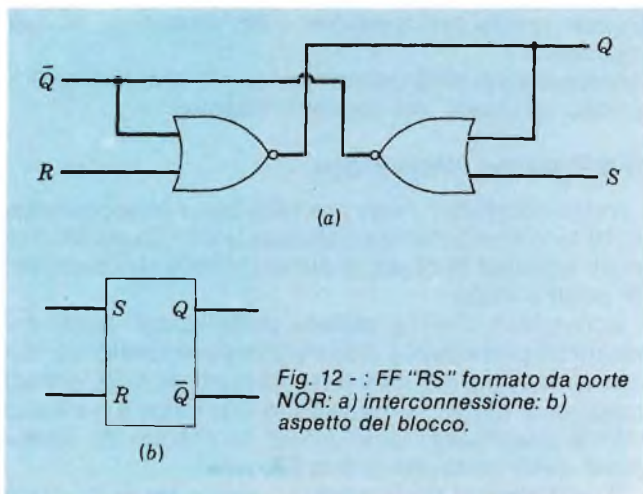 Q
Q̄
R
S
(a)
S Q
R Q̄
(b)
Fig. 12 - : FF "RS" formato da porte
NOR: a) interconnessione: b)
aspetto del blocco.